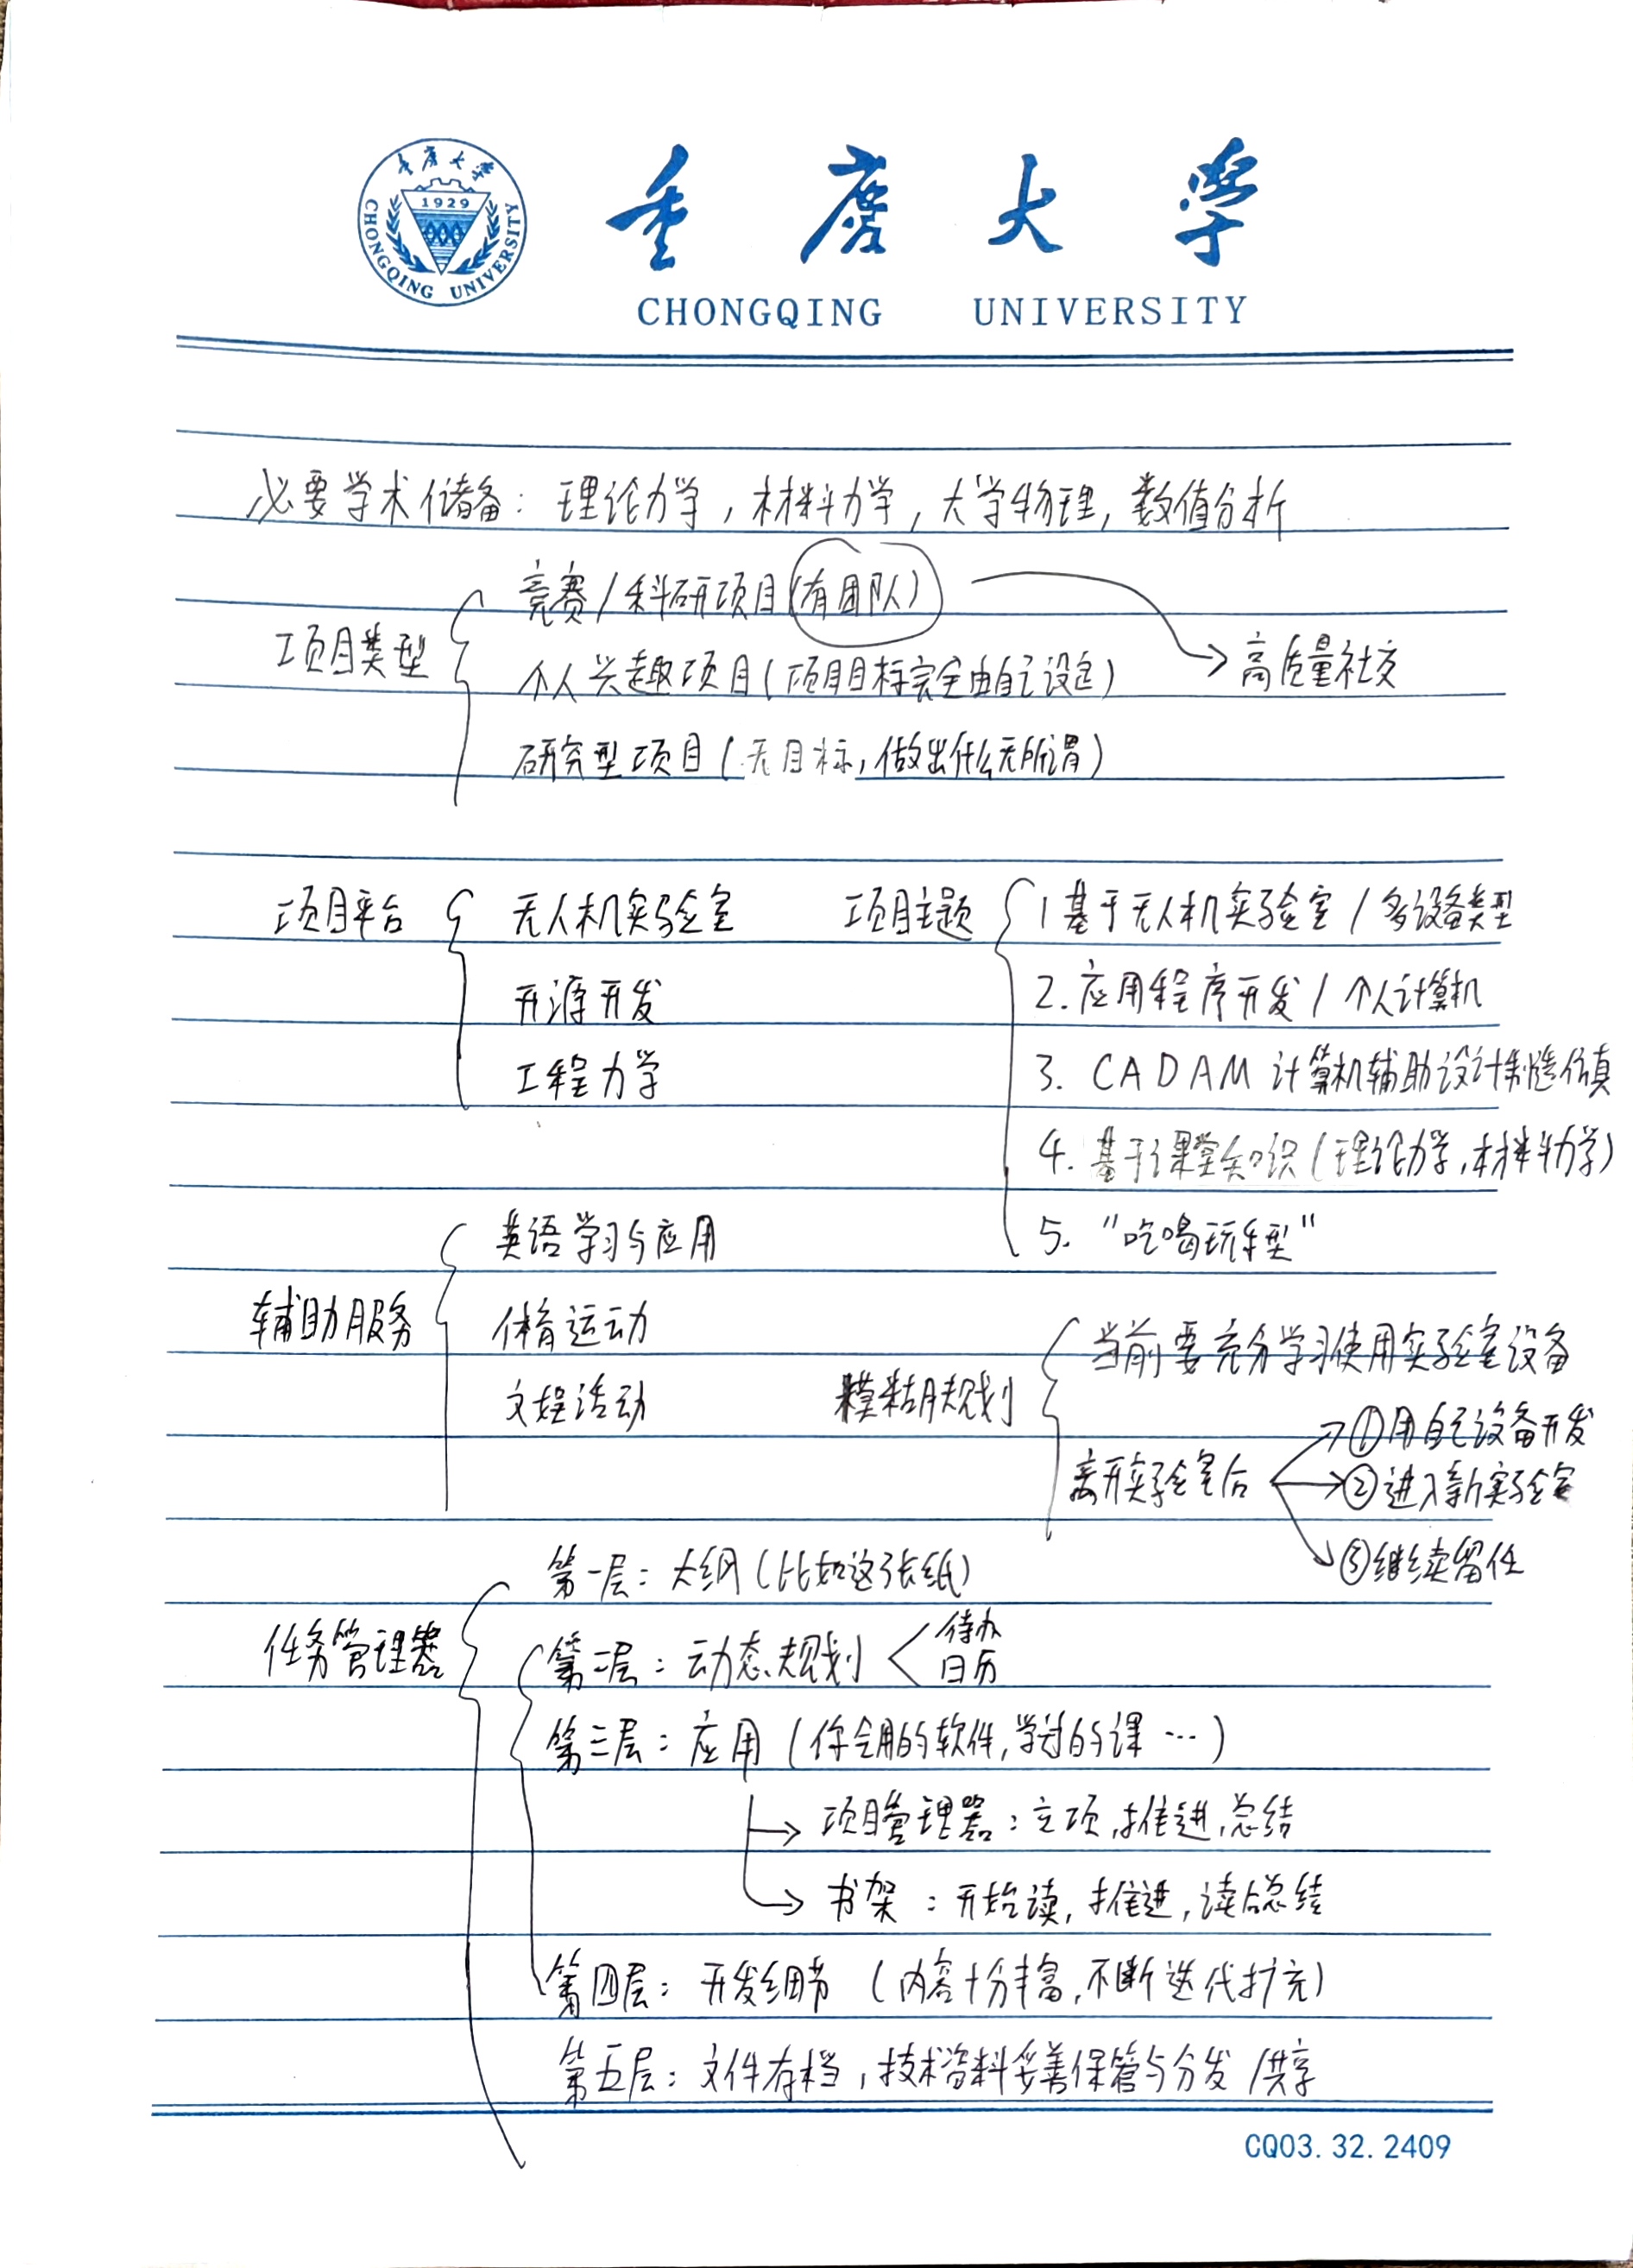 重庆大学
1929
CHONGQING UNIVERSITY
重庆大学
CHONGQING UNIVERSITY
必要学术储备：理论力学，材料力学，大学物理，数值分析
项目类型
竞赛/科研项目(有团队)
高质量社交
个人兴趣项目(项目目标完全由自己设定)
研究型项目(无目标，做出什么无所谓)
项目平台
无人机实验室
开源开发
工程力学
项目主题
1 基于无人机实验室/多设备类型
2. 应用程序开发/个人计算机
3. CADAM 计算机辅助设计制造仿真
4. 基于课堂知识(理论力学，材料力学)
5. "吃喝玩乐型"
辅助服务
英语学习与应用
体育运动
文娱活动
模糊规划
当前要充分学习使用实验室设备
离开实验室后
①用自己设备开发
②进入新实验室
③继续留任
任务管理器
第一层：大纲(比如这张纸)
第二层：动态规划
待办
日历
第三层：应用(你会用的软件，学过的课…)
项目管理器：立项，推进，总结
书架：开始读，推进，读后总结
第四层：开发细节(内容十分丰富，不断迭代扩充)
第五层：文件存档，技术资料妥善保管与分发/共享
CQ03.32.2409